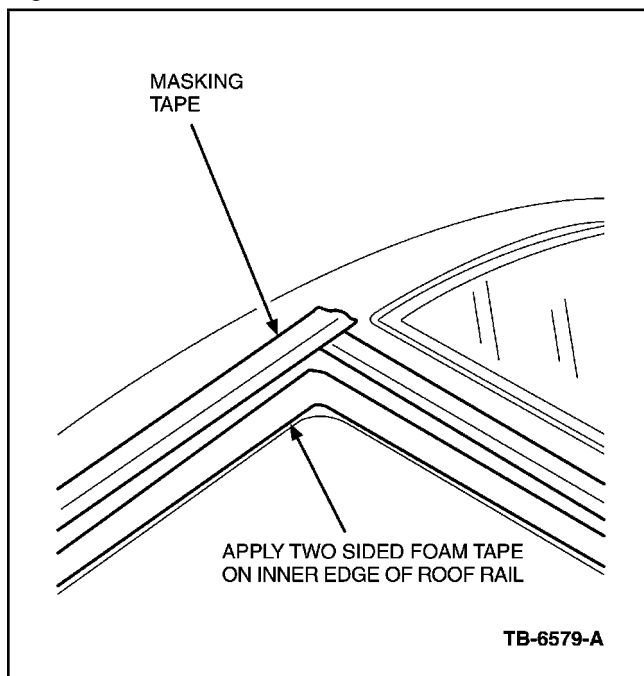 MASKING
TAPE
APPLY TWO SIDED FOAM TAPE
ON INNER EDGE OF ROOF RAIL
TB-6579-A